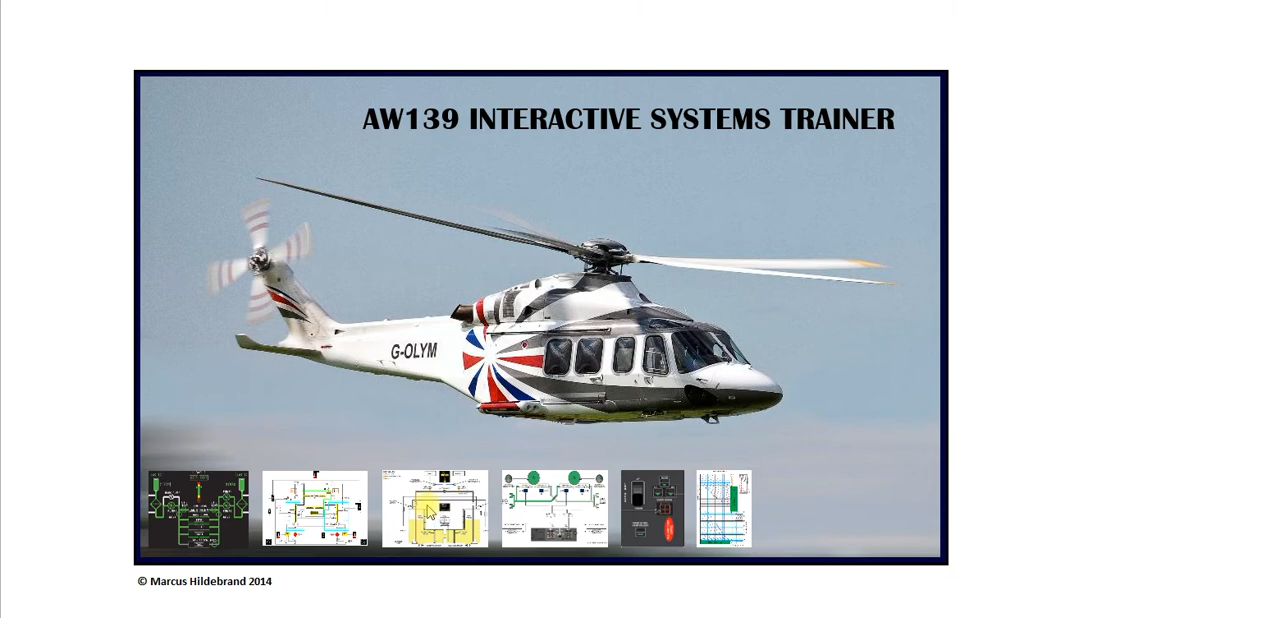 AW139 INTERACTIVE SYSTEMS TRAINER
G-OLYM
© Marcus Hildebrand 2014